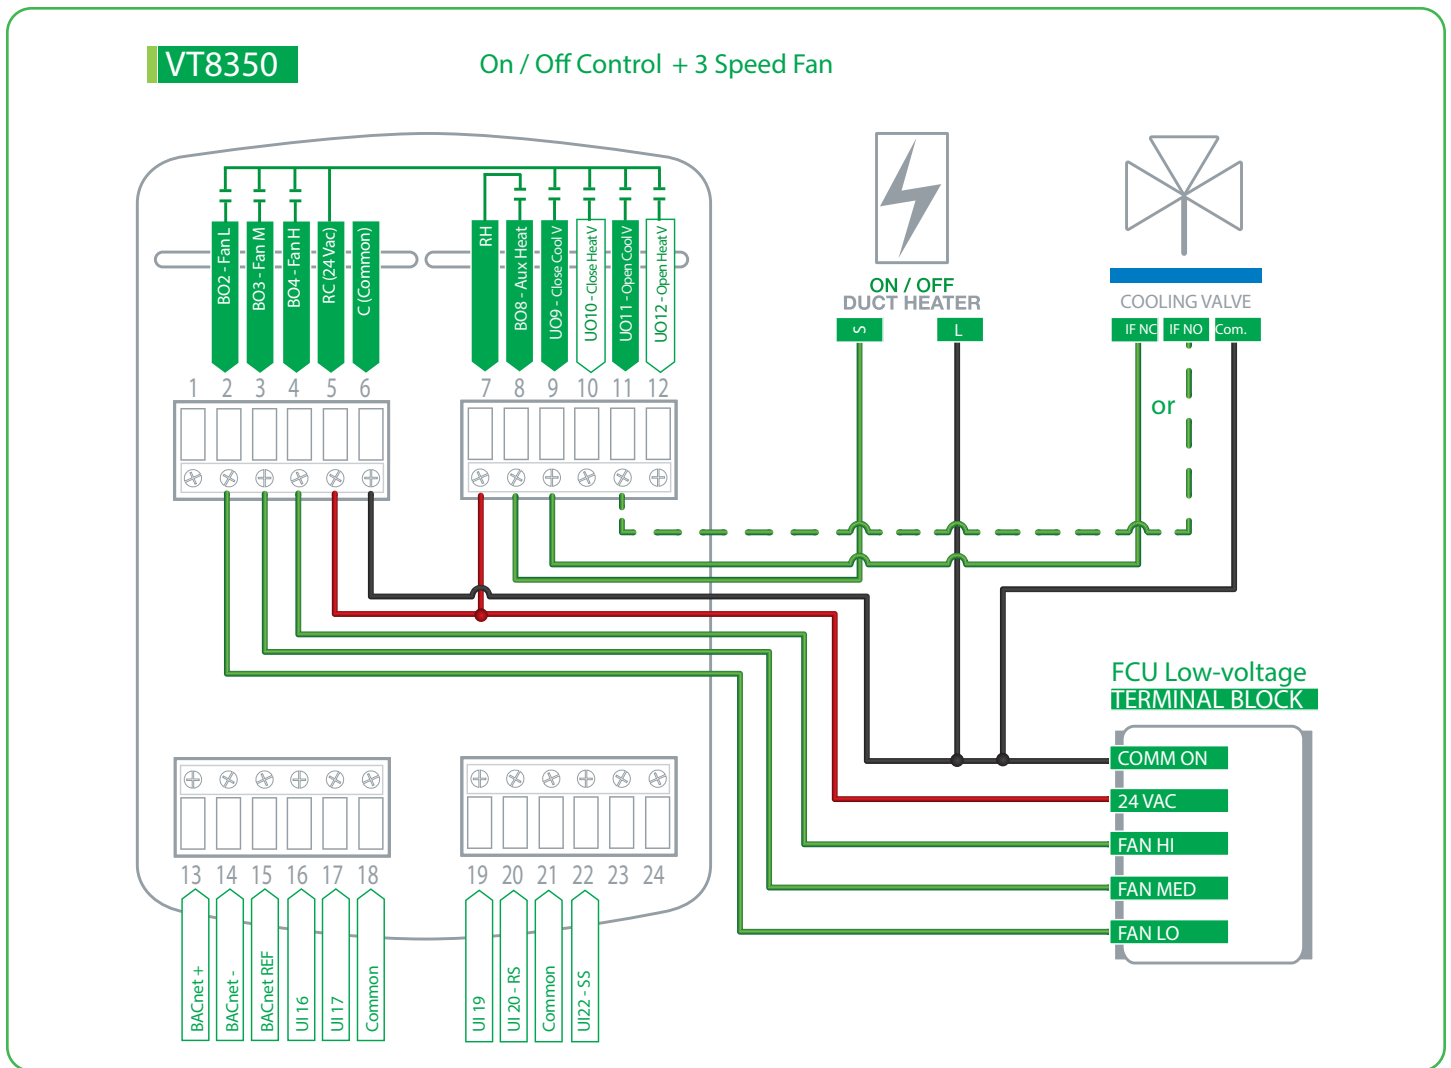 VT8350
On / Off Control + 3 Speed Fan
BO2 - Fan L
BO3 - Fan M
BO4 - Fan H
RC (24 Vac)
C (Common)
RH
BO8 - Aux Heat
UO9 - Close Cool V
UO10 - Close Heat V
UO11 - Open Cool V
UO12 - Open Heat V
1 2 3 4 5 6
7 8 9 10 11 12
ON / OFF
DUCT HEATER
S
L
COOLING VALVE
IF NC
IF NO
Com.
or
FCU Low-voltage
TERMINAL BLOCK
COMM ON
24 VAC
FAN HI
FAN MED
FAN LO
13 14 15 16 17 18
19 20 21 22 23 24
BACnet +
BACnet -
BACnet REF
UI 16
UI 17
Common
UI 19
UI 20 - RS
Common
UI22 - SS